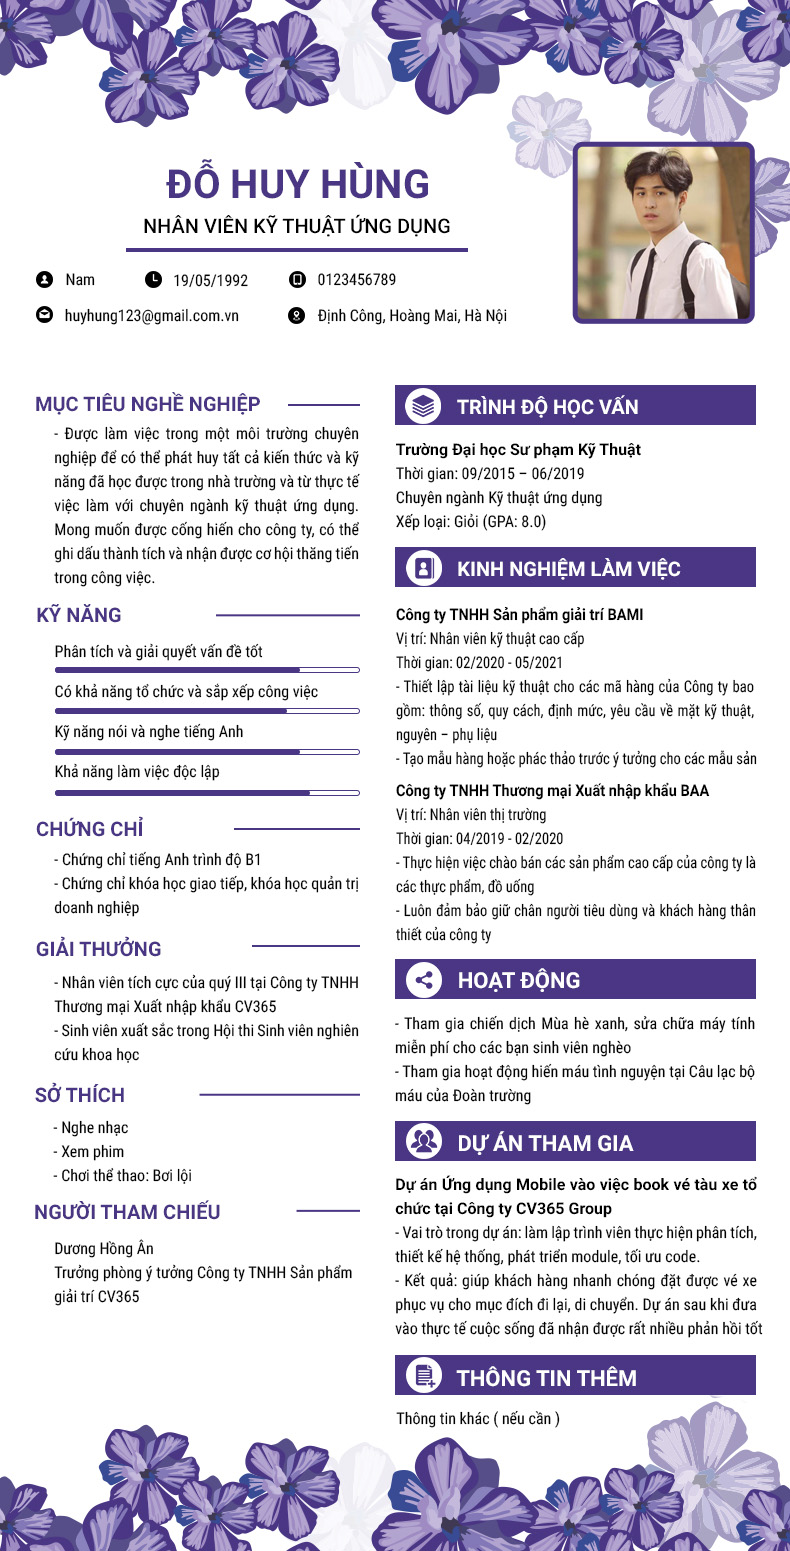 ĐỖ HUY HÙNG
NHÂN VIÊN KỸ THUẬT ỨNG DỤNG
Nam
19/05/1992
0123456789
huyhung123@gmail.com.vn
Định Công, Hoàng Mai, Hà Nội
MỤC TIÊU NGHỀ NGHIỆP
- Được làm việc trong một môi trường chuyên
nghiệp để có thể phát huy tất cả kiến thức và kỹ
năng đã học được trong nhà trường và từ thực tế
việc làm với chuyên ngành kỹ thuật ứng dụng.
Mong muốn được cống hiến cho công ty, có thể
ghi dấu thành tích và nhận được cơ hội thăng tiến
trong công việc.
KỸ NĂNG
Phân tích và giải quyết vấn đề tốt
Có khả năng tổ chức và sắp xếp công việc
Kỹ năng nói và nghe tiếng Anh
Khả năng làm việc độc lập
CHỨNG CHỈ
- Chứng chỉ tiếng Anh trình độ B1
- Chứng chỉ khóa học giao tiếp, khóa học quản trị
doanh nghiệp
GIẢI THƯỞNG
- Nhân viên tích cực của quý III tại Công ty TNHH
Thương mại Xuất nhập khẩu CV365
- Sinh viên xuất sắc trong Hội thi Sinh viên nghiên
cứu khoa học
SỞ THÍCH
- Nghe nhạc
- Xem phim
- Chơi thể thao: Bơi lội
NGƯỜI THAM CHIẾU
Dương Hồng Ân
Trưởng phòng ý tưởng Công ty TNHH Sản phẩm
giải trí CV365
TRÌNH ĐỘ HỌC VẤN
Trường Đại học Sư phạm Kỹ Thuật
Thời gian: 09/2015 – 06/2019
Chuyên ngành Kỹ thuật ứng dụng
Xếp loại: Giỏi (GPA: 8.0)
KINH NGHIỆM LÀM VIỆC
Công ty TNHH Sản phẩm giải trí BAMI
Vị trí: Nhân viên kỹ thuật cao cấp
Thời gian: 02/2020 - 05/2021
- Thiết lập tài liệu kỹ thuật cho các mã hàng của Công ty bao
gồm: thông số, quy cách, định mức, yêu cầu về mặt kỹ thuật,
nguyên – phụ liệu
- Tạo mẫu hàng hoặc phác thảo trước ý tưởng cho các mẫu sản
Công ty TNHH Thương mại Xuất nhập khẩu BAA
Vị trí: Nhân viên thị trường
Thời gian: 04/2019 - 02/2020
- Thực hiện việc chào bán các sản phẩm cao cấp của công ty là
các thực phẩm, đồ uống
- Luôn đảm bảo giữ chân người tiêu dùng và khách hàng thân
thiết của công ty
HOẠT ĐỘNG
- Tham gia chiến dịch Mùa hè xanh, sửa chữa máy tính
miễn phí cho các bạn sinh viên nghèo
- Tham gia hoạt động hiến máu tình nguyện tại Câu lạc bộ
máu của Đoàn trường
DỰ ÁN THAM GIA
Dự án Ứng dụng Mobile vào việc book vé tàu xe tổ
chức tại Công ty CV365 Group
- Vai trò trong dự án: làm lập trình viên thực hiện phân tích,
thiết kế hệ thống, phát triển module, tối ưu code.
- Kết quả: giúp khách hàng nhanh chóng đặt được vé xe
phục vụ cho mục đích đi lại, di chuyển. Dự án sau khi đưa
vào thực tế cuộc sống đã nhận được rất nhiều phản hồi tốt
THÔNG TIN THÊM
Thông tin khác ( nếu cần )